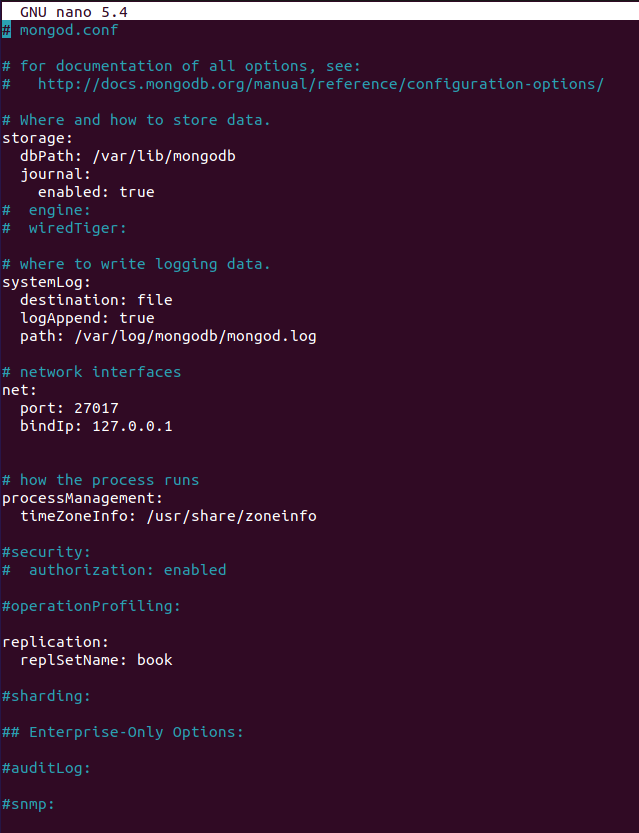 GNU nano 5.4
# mongod.conf
# for documentation of all options, see:
#   http://docs.mongodb.org/manual/reference/configuration-options/
# Where and how to store data.
storage:
  dbPath: /var/lib/mongodb
  journal:
    enabled: true
#  engine:
#  wiredTiger:
# where to write logging data.
systemLog:
  destination: file
  logAppend: true
  path: /var/log/mongodb/mongod.log
# network interfaces
net:
  port: 27017
  bindIp: 127.0.0.1
# how the process runs
processManagement:
  timeZoneInfo: /usr/share/zoneinfo
#security:
#  authorization: enabled
#operationProfiling:
replication:
  replSetName: book
#sharding:
## Enterprise-Only Options:
#auditLog:
#snmp: